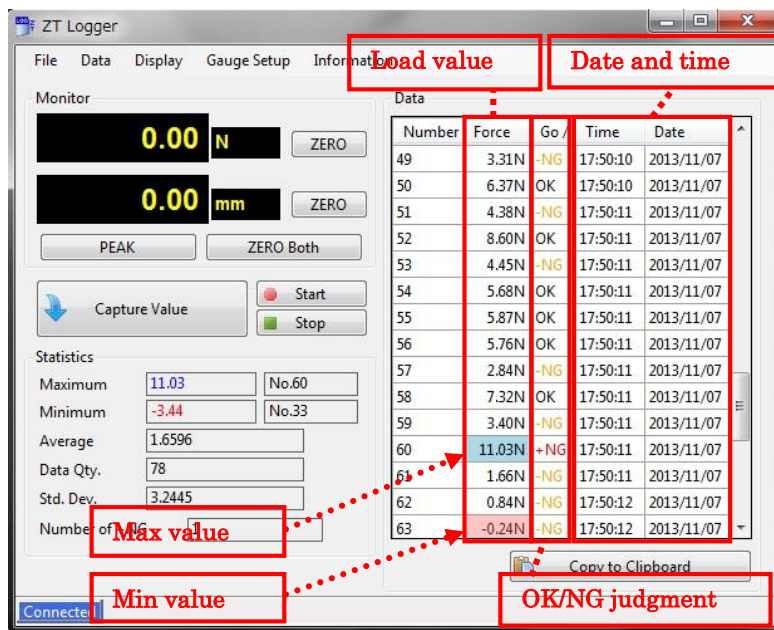 ZT Logger
File Data Display Gauge Setup Information
Load value
Date and time
Monitor
0.00 N ZERO
0.00 mm ZERO
PEAK ZERO Both
Capture Value
Start
Stop
Statistics
Maximum 11.03 No.60
Minimum -3.44 No.33
Average 1.6596
Data Qty. 78
Std. Dev. 3.2445
Number of NG 1
Max value
Min value
Connected
Data
Number Force Go / Time Date
49 3.31N -NG 17:50:10 2013/11/07
50 6.37N OK 17:50:10 2013/11/07
51 4.38N -NG 17:50:11 2013/11/07
52 8.60N OK 17:50:11 2013/11/07
53 4.45N -NG 17:50:11 2013/11/07
54 5.68N OK 17:50:11 2013/11/07
55 5.87N OK 17:50:11 2013/11/07
56 5.76N OK 17:50:11 2013/11/07
57 2.84N -NG 17:50:11 2013/11/07
58 7.32N OK 17:50:11 2013/11/07
59 3.40N -NG 17:50:11 2013/11/07
60 11.03N +NG 17:50:11 2013/11/07
61 1.66N -NG 17:50:11 2013/11/07
62 0.84N -NG 17:50:12 2013/11/07
63 -0.24N -NG 17:50:12 2013/11/07
Copy to Clipboard
OK/NG judgment